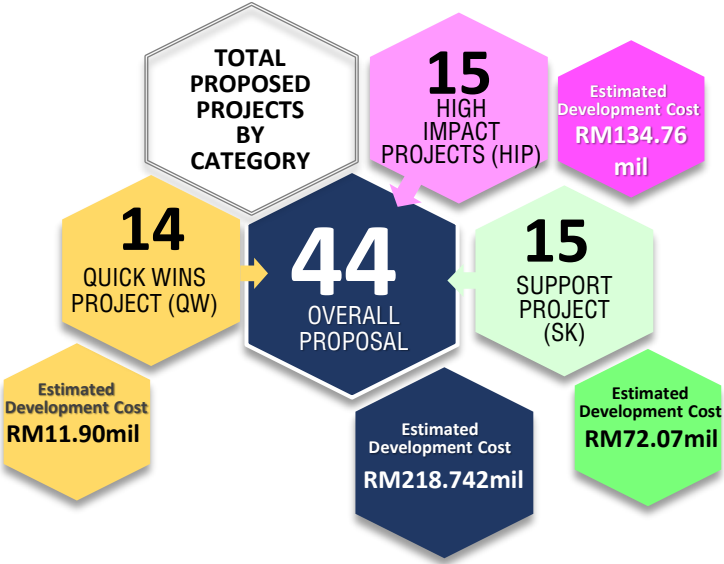 TOTAL
PROPOSED
PROJECTS
BY
CATEGORY
15
HIGH
IMPACT
PROJECTS (HIP)
Estimated
Development Cost
RM134.76
mil
14
QUICK WINS
PROJECT (QW)
44
OVERALL
PROPOSAL
15
SUPPORT
PROJECT
(SK)
Estimated
Development Cost
RM11.90mil
Estimated
Development Cost
RM218.742mil
Estimated
Development Cost
RM72.07mil